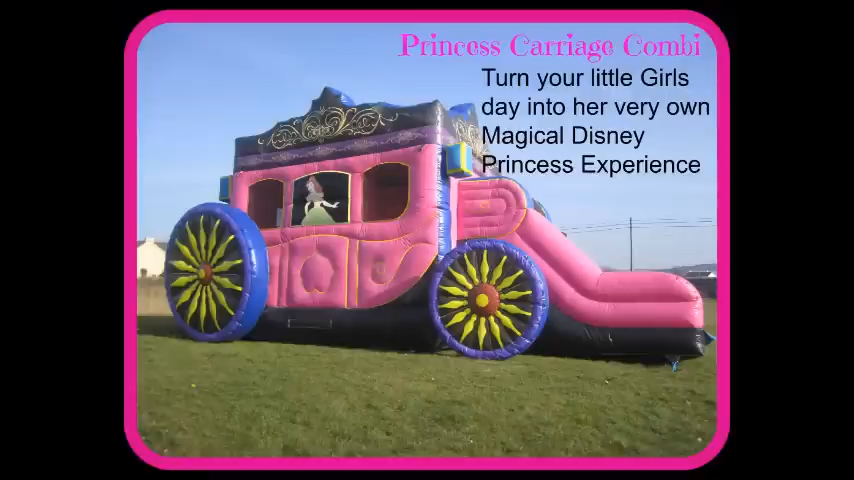 Princess Carriage Combi
Turn your little Girls
day into her very own
Magical Disney
Princess Experience